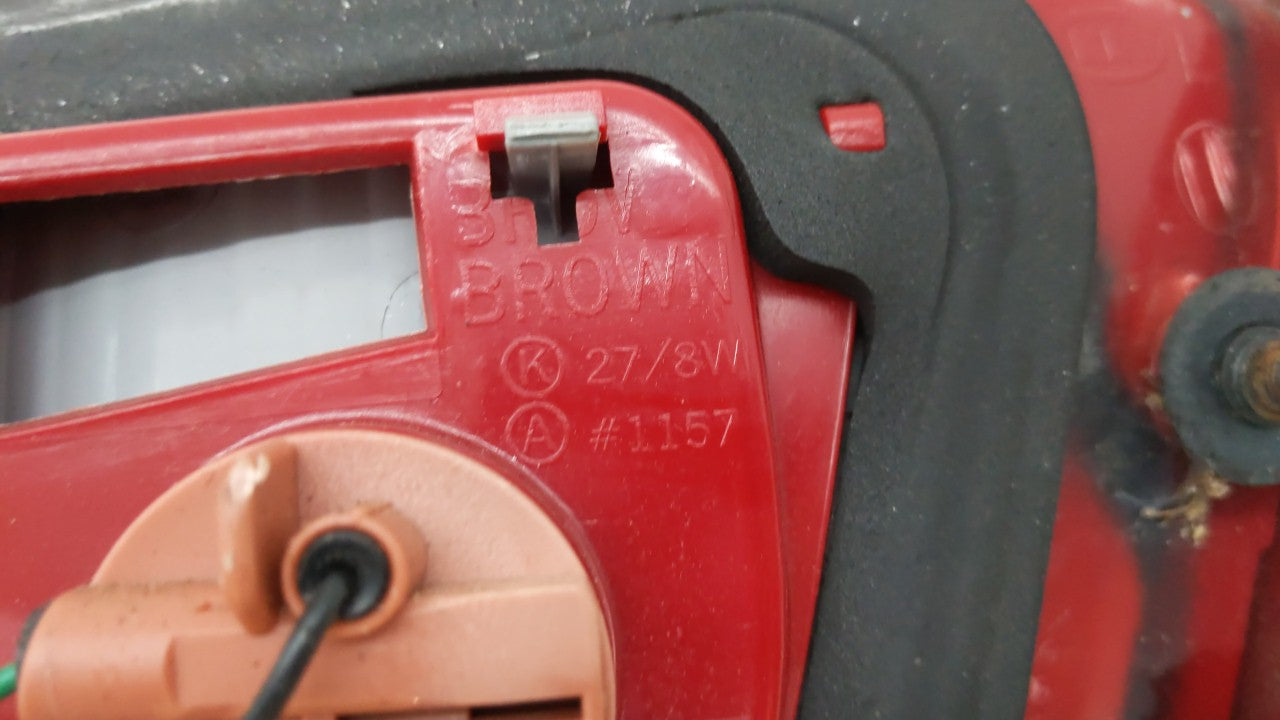 BROWN
Ⓚ 27/8W
Ⓐ #1157